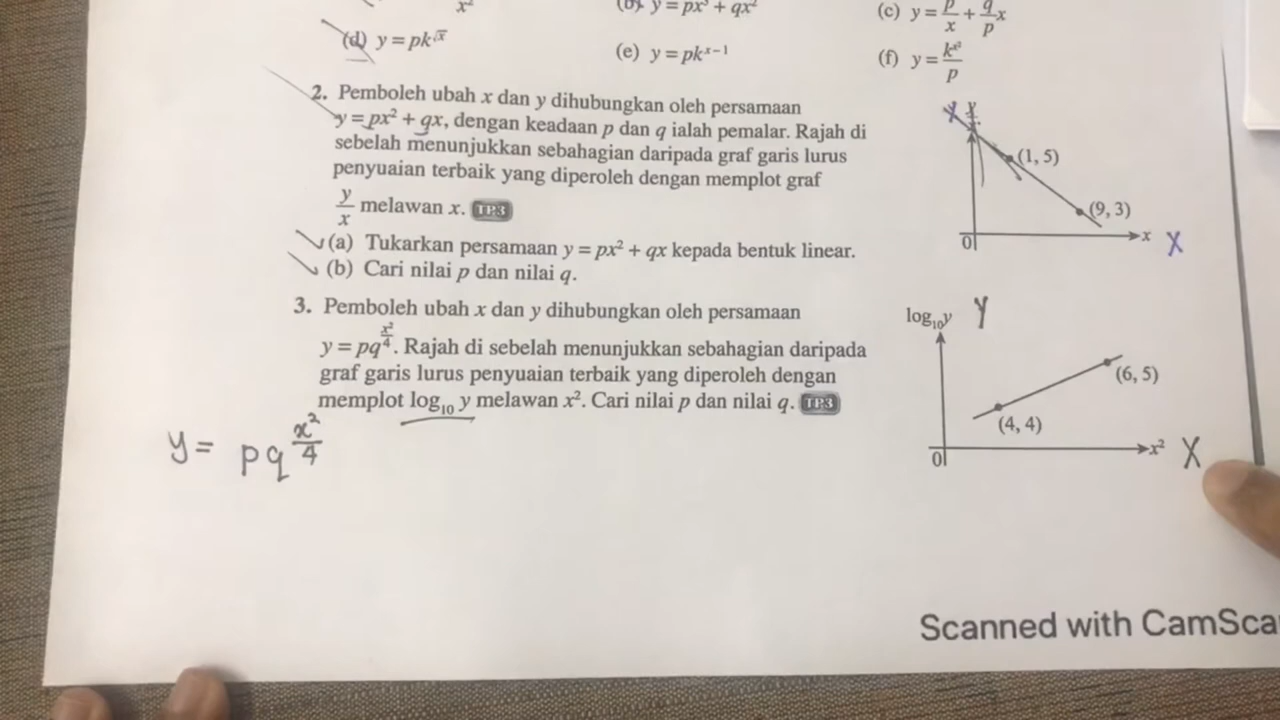 x²
(b) y = px³ + qx²
(c) y = p/x + q/p x
(d) y = pk^√x
(e) y = pk^(x−1)
(f) y = k^(x²)/p
2. Pemboleh ubah x dan y dihubungkan oleh persamaan
y = px² + qx, dengan keadaan p dan q ialah pemalar. Rajah di
sebelah menunjukkan sebahagian daripada graf garis lurus
penyuaian terbaik yang diperoleh dengan memplot graf
y/x melawan x. TP3
(a) Tukarkan persamaan y = px² + qx kepada bentuk linear.
(b) Cari nilai p dan nilai q.
y/x
(1, 5)
(9, 3)
0
x X
3. Pemboleh ubah x dan y dihubungkan oleh persamaan
y = pq^(x²/4). Rajah di sebelah menunjukkan sebahagian daripada
graf garis lurus penyuaian terbaik yang diperoleh dengan
memplot log₁₀ y melawan x². Cari nilai p dan nilai q. TP3
log₁₀y Y
(6, 5)
(4, 4)
0
x² X
y = pq^(x²/4)
Scanned with CamSca